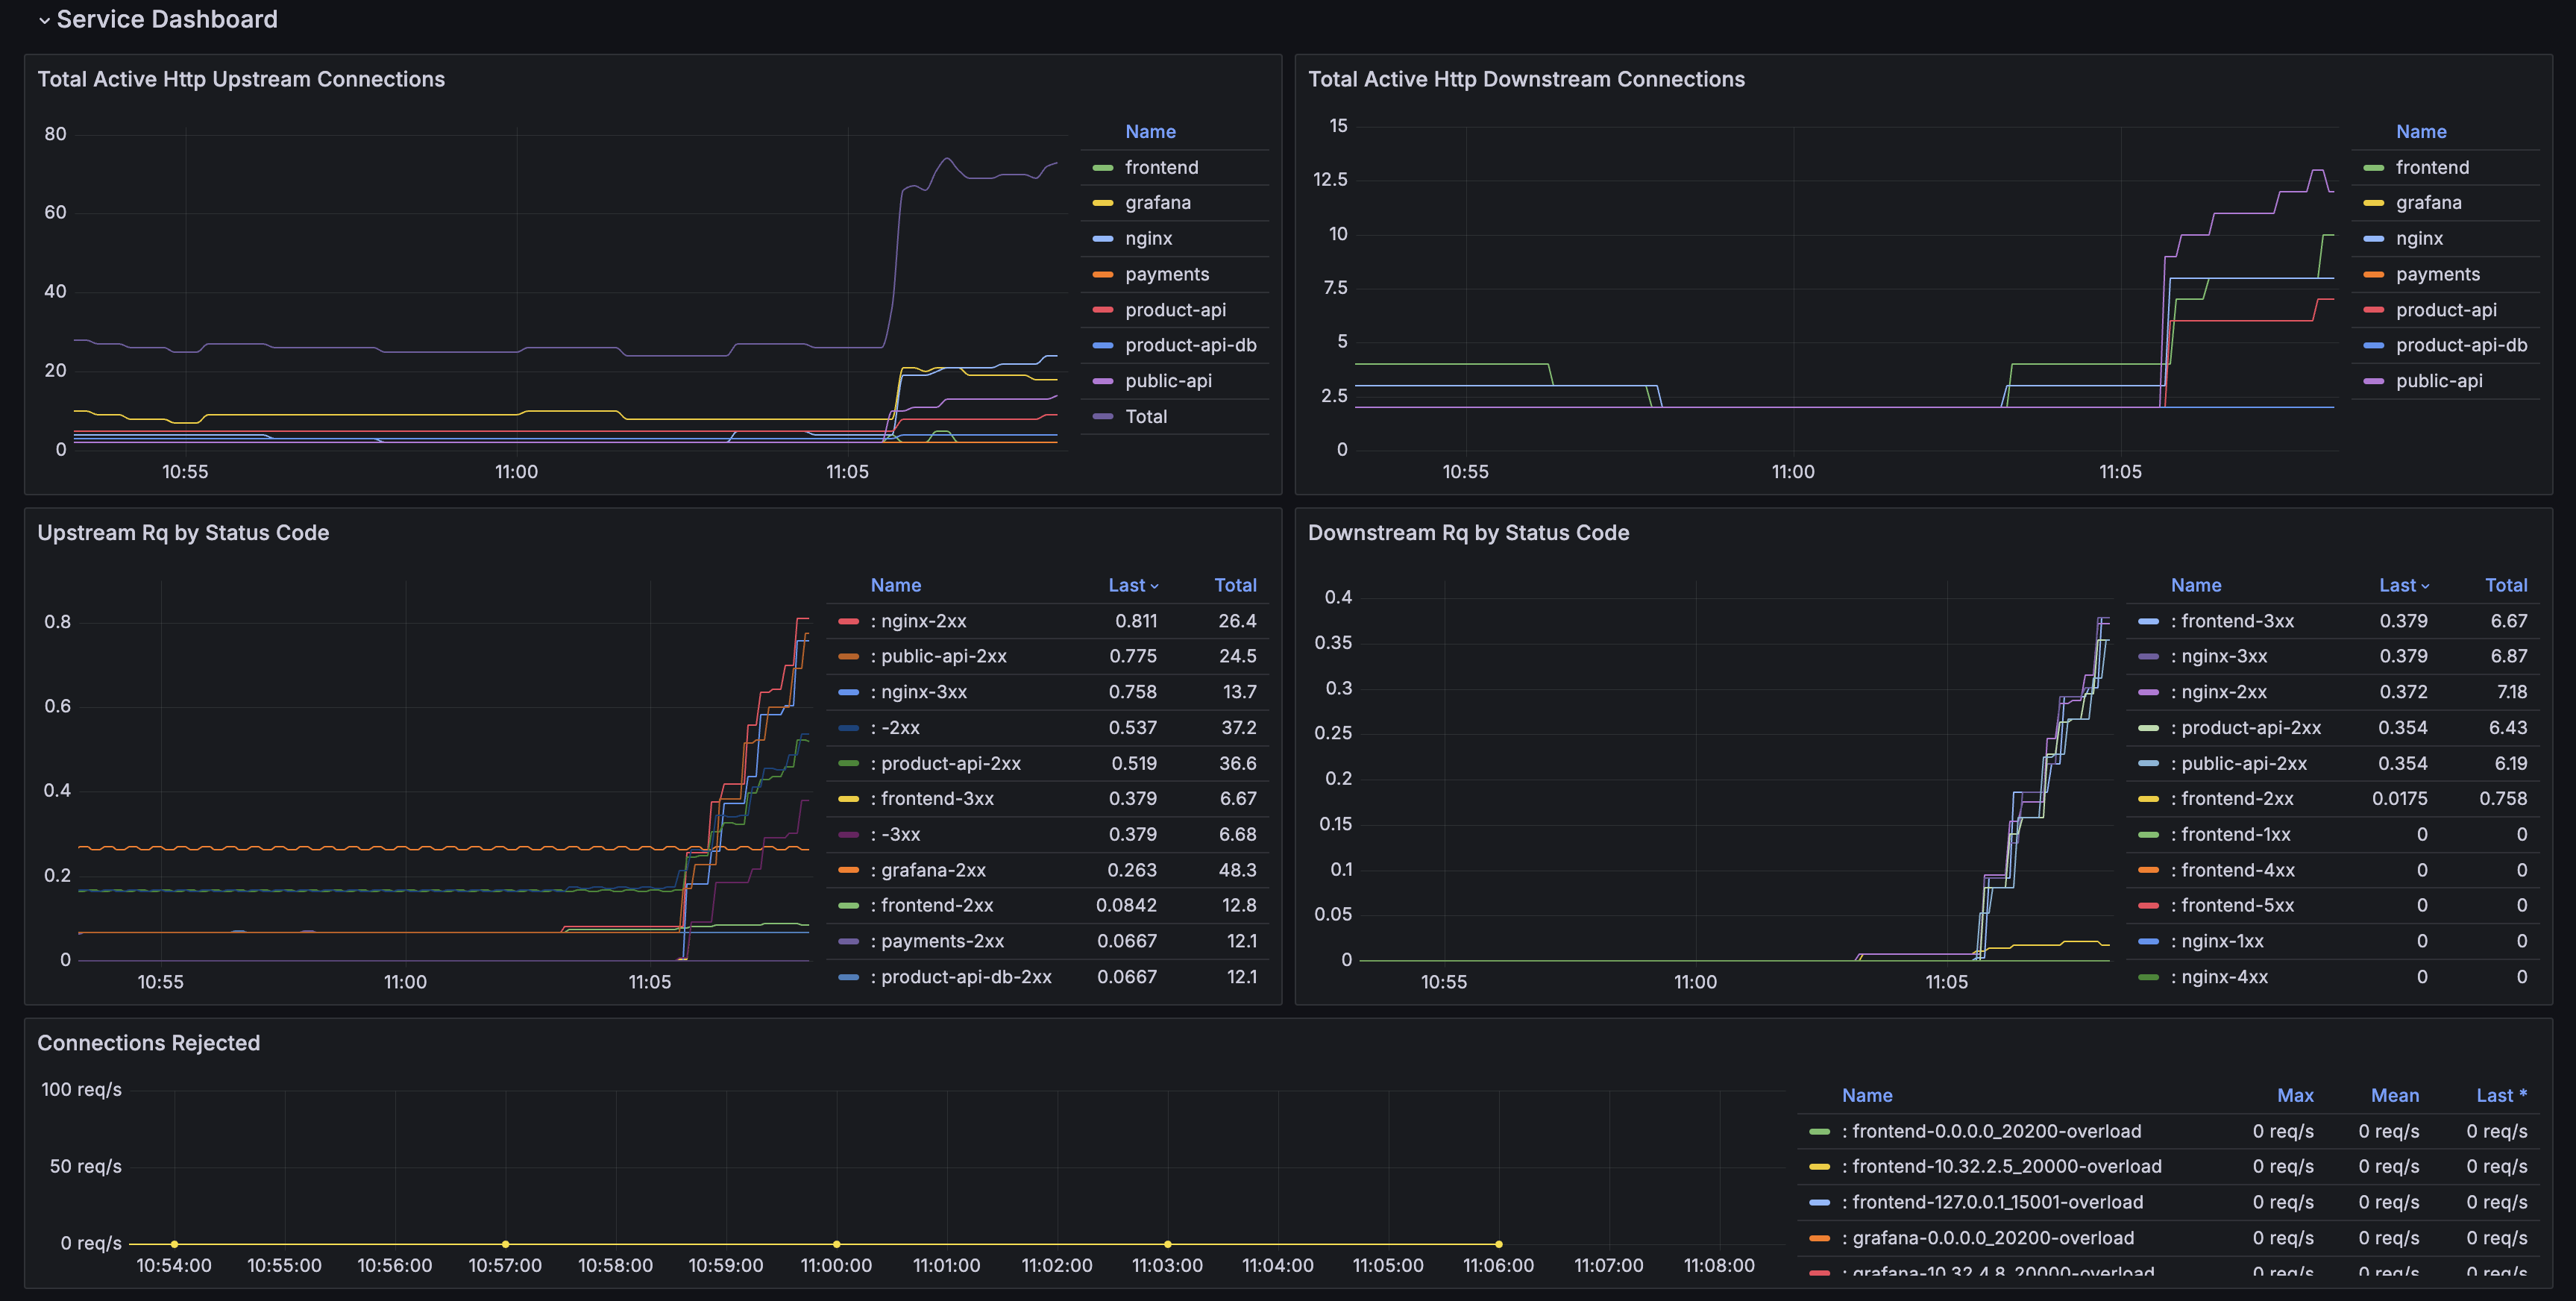 Service Dashboard
Total Active Http Upstream Connections
80
60
40
20
0
10:55 11:00 11:05
Name
frontend
grafana
nginx
payments
product-api
product-api-db
public-api
Total
Total Active Http Downstream Connections
15
12.5
10
7.5
5
2.5
0
10:55 11:00 11:05
Name
frontend
grafana
nginx
payments
product-api
product-api-db
public-api
Upstream Rq by Status Code
0.8
0.6
0.4
0.2
0
10:55 11:00 11:05
Name Last Total
: nginx-2xx 0.811 26.4
: public-api-2xx 0.775 24.5
: nginx-3xx 0.758 13.7
: -2xx 0.537 37.2
: product-api-2xx 0.519 36.6
: frontend-3xx 0.379 6.67
: -3xx 0.379 6.68
: grafana-2xx 0.263 48.3
: frontend-2xx 0.0842 12.8
: payments-2xx 0.0667 12.1
: product-api-db-2xx 0.0667 12.1
Downstream Rq by Status Code
0.4
0.35
0.3
0.25
0.2
0.15
0.1
0.05
0
10:55 11:00 11:05
Name Last Total
: frontend-3xx 0.379 6.67
: nginx-3xx 0.379 6.87
: nginx-2xx 0.372 7.18
: product-api-2xx 0.354 6.43
: public-api-2xx 0.354 6.19
: frontend-2xx 0.0175 0.758
: frontend-1xx 0 0
: frontend-4xx 0 0
: frontend-5xx 0 0
: nginx-1xx 0 0
: nginx-4xx 0 0
Connections Rejected
100 req/s
50 req/s
0 req/s
10:54:00 10:55:00 10:56:00 10:57:00 10:58:00 10:59:00 11:00:00 11:01:00 11:02:00 11:03:00 11:04:00 11:05:00 11:06:00 11:07:00 11:08:00
Name Max Mean Last *
: frontend-0.0.0.0_20200-overload 0 req/s 0 req/s 0 req/s
: frontend-10.32.2.5_20000-overload 0 req/s 0 req/s 0 req/s
: frontend-127.0.0.1_15001-overload 0 req/s 0 req/s 0 req/s
: grafana-0.0.0.0_20200-overload 0 req/s 0 req/s 0 req/s
: grafana-10.32.4.8_20000-overload 0 req/s 0 req/s 0 req/s